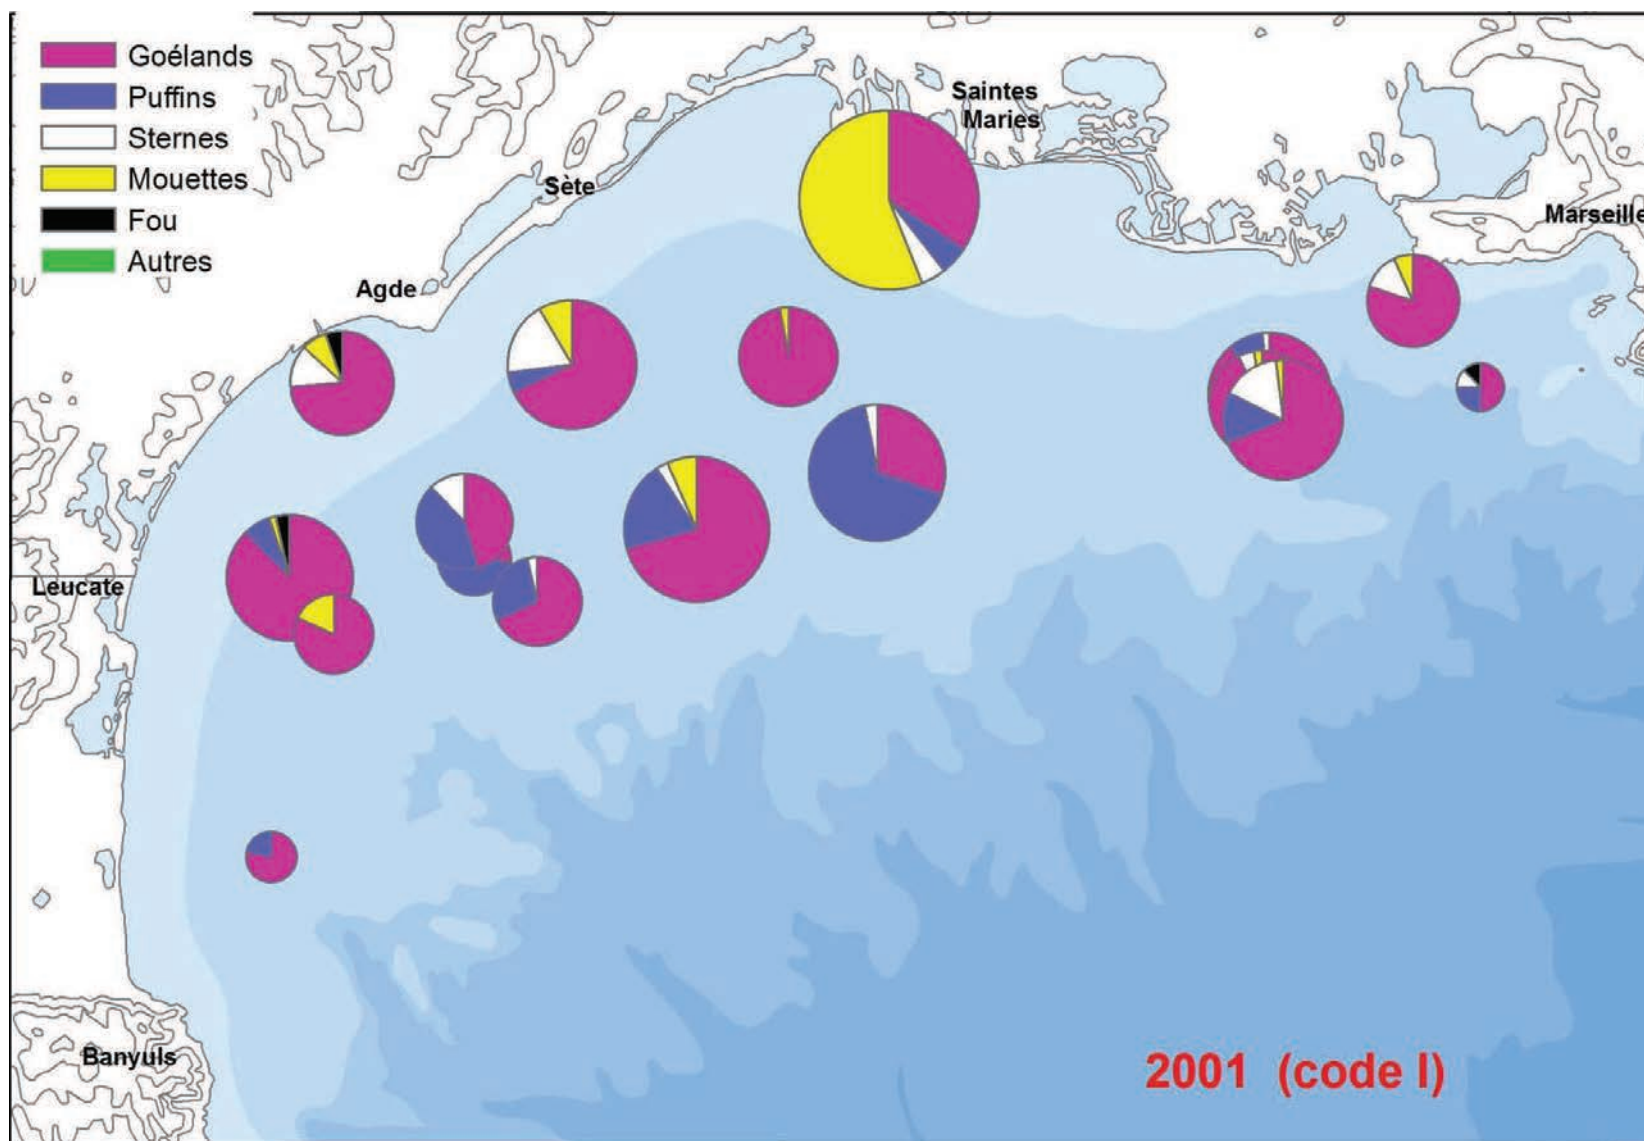 Goélands
Puffins
Sternes
Mouettes
Fou
Autres
Saintes
Maries
Sète
Marseille
Agde
Leucate
Banyuls
2001 (code I)